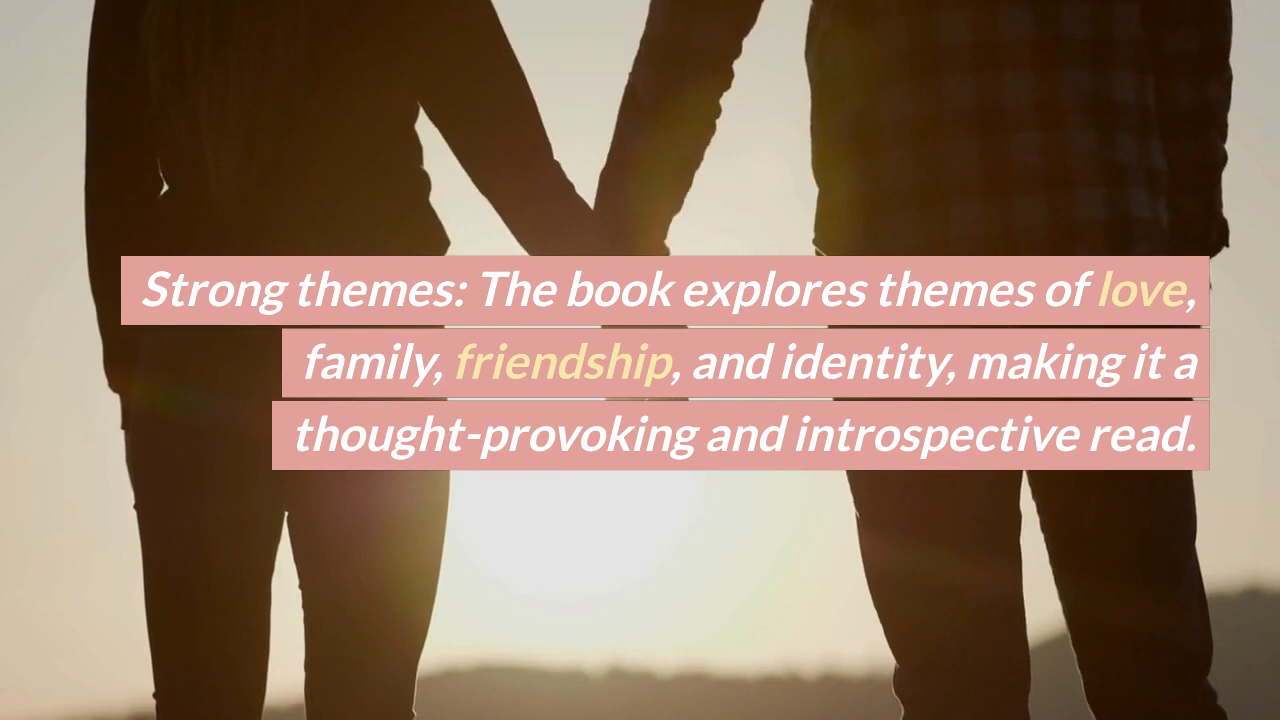 Strong themes: The book explores themes of love,
family, friendship, and identity, making it a
thought-provoking and introspective read.